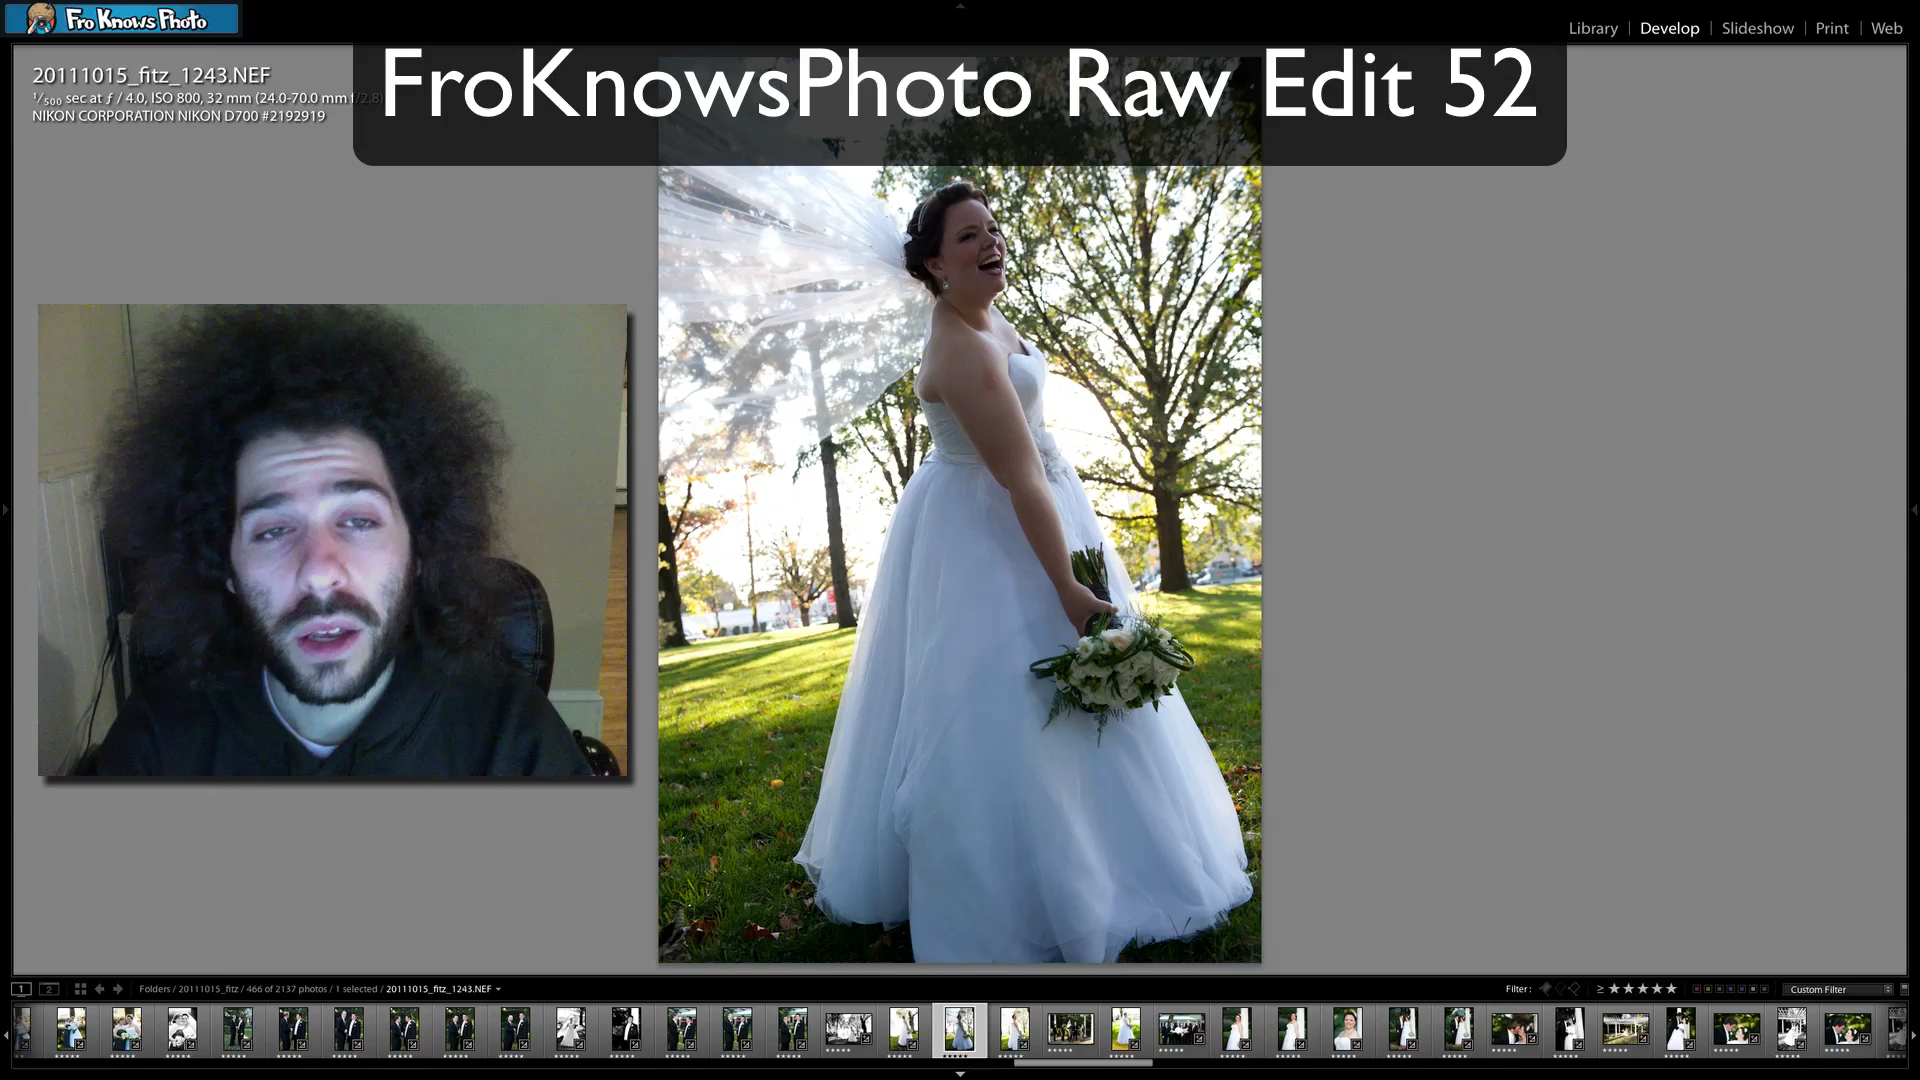 Fro Knows Photo
Library | Develop | Slideshow | Print | Web
FroKnowsPhoto Raw Edit 52
20111015_fitz_1243.NEF
1/500 sec at ƒ / 4.0, ISO 800, 32 mm (24.0-70.0 mm f/2.8)
NIKON CORPORATION NIKON D700 #2192919
1 2 Folders / 20111015_fitz / 466 of 2137 photos / 1 selected / 20111015_fitz_1243.NEF Filter: ≥ ★★★★★ Custom Filter